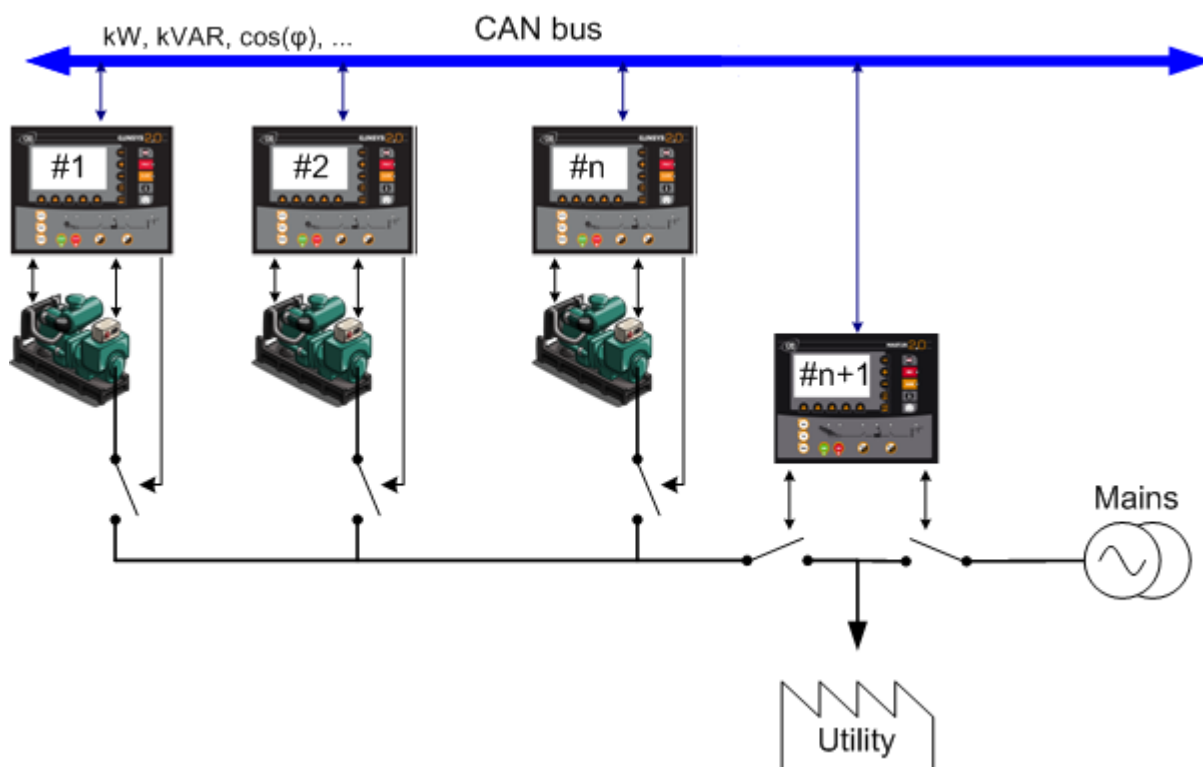 kW, kVAR, cos(φ), ...
CAN bus
#1
#2
#n
#n+1
Mains
Utility